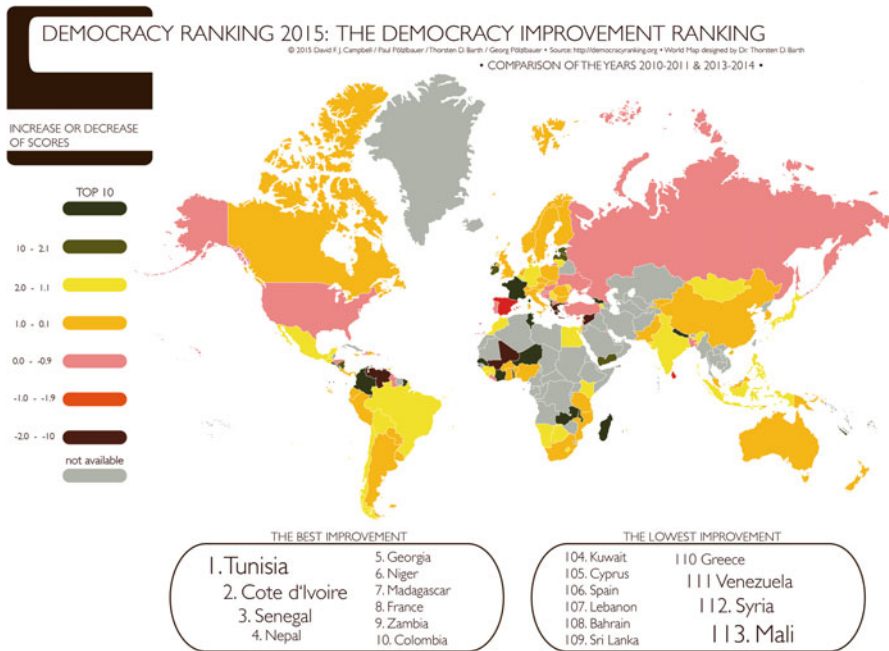 DEMOCRACY RANKING 2015: THE DEMOCRACY IMPROVEMENT RANKING
© 2015 David F. J. Campbell / Paul Pölzlbauer / Thorsten D. Barth / Georg Pölzlbauer • Source: http://democracyranking.org • World Map designed by Dr. Thorsten D. Barth
• COMPARISON OF THE YEARS 2010-2011 & 2013-2014 •
INCREASE OR DECREASE
OF SCORES
TOP 10
10 - 2.1
2.0 - 1.1
1.0 - 0.1
0.0 - -0.9
-1.0 - -1.9
-2.0 - -10
not available
THE BEST IMPROVEMENT
1. Tunisia
2. Cote d'Ivoire
3. Senegal
4. Nepal
5. Georgia
6. Niger
7. Madagascar
8. France
9. Zambia
10. Colombia
THE LOWEST IMPROVEMENT
104. Kuwait
105. Cyprus
106. Spain
107. Lebanon
108. Bahrain
109. Sri Lanka
110 Greece
111 Venezuela
112. Syria
113. Mali